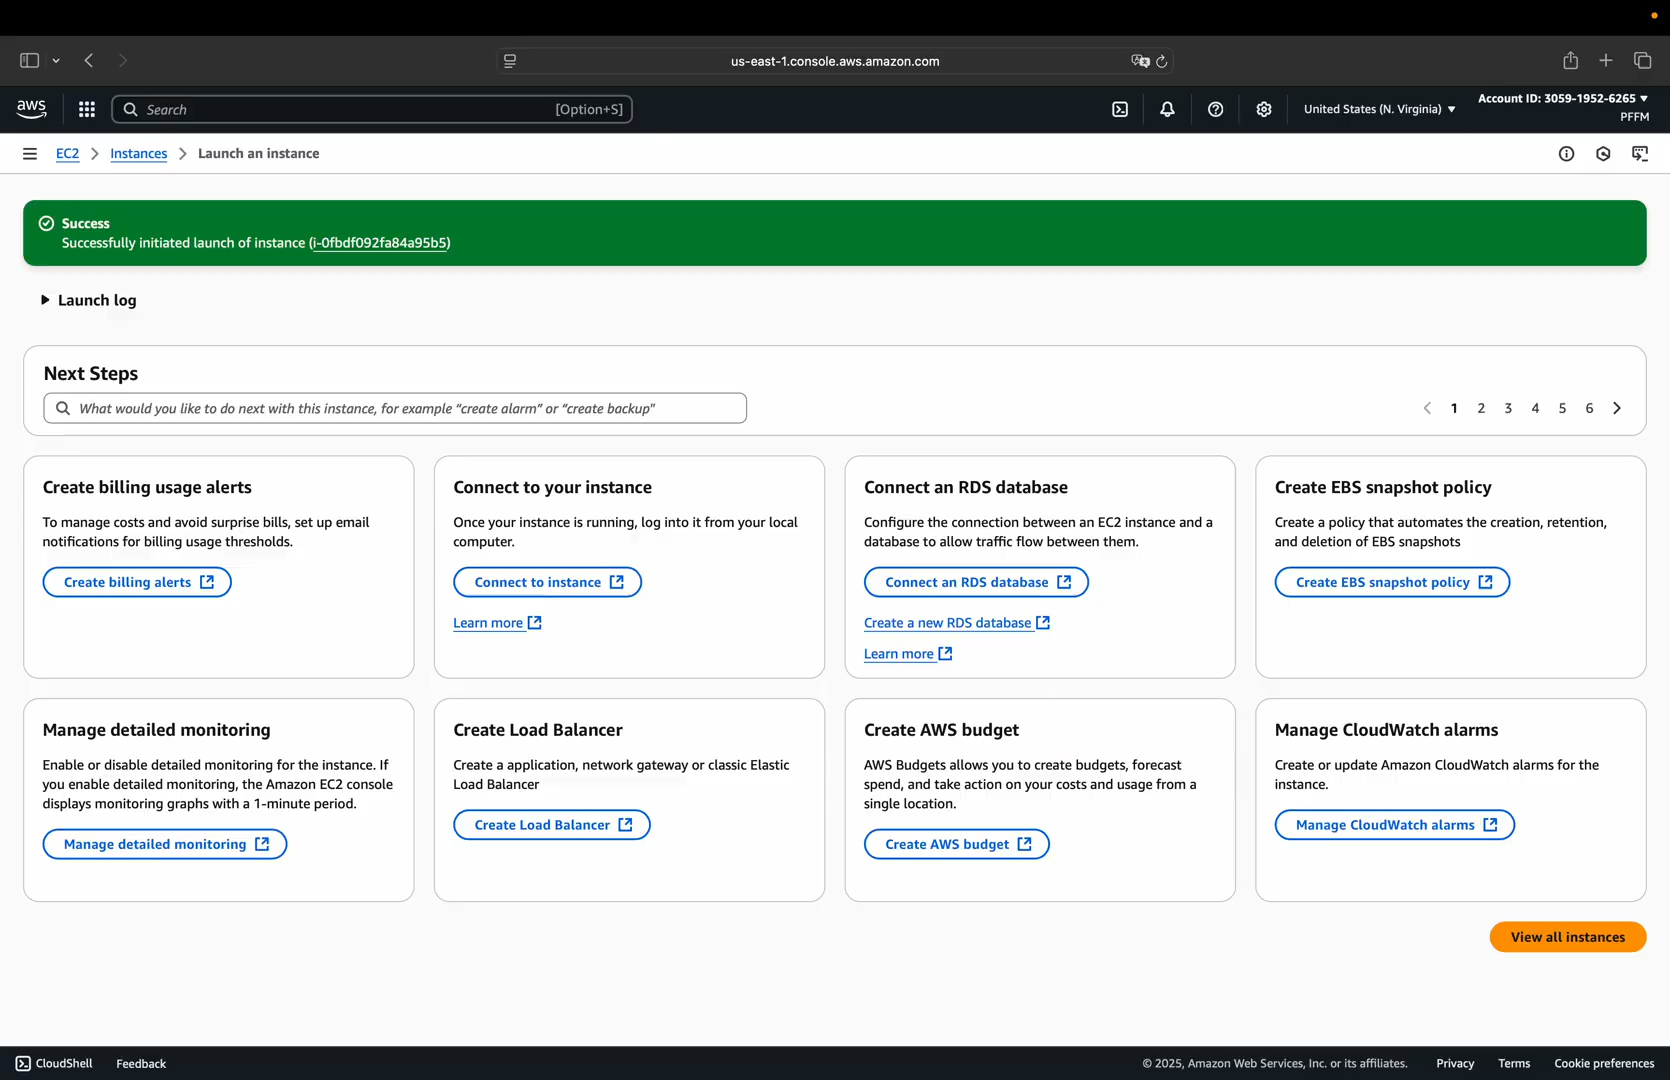 us-east-1.console.aws.amazon.com
aws
Search
[Option+S]
United States (N. Virginia)
Account ID: 3059-1952-6265
PFFM
EC2
Instances
Launch an instance
Success
Successfully initiated launch of instance (i-0fbdf092fa84a95b5)
Launch log
Next Steps
What would you like to do next with this instance, for example “create alarm” or “create backup”
1 2 3 4 5 6
Create billing usage alerts
To manage costs and avoid surprise bills, set up email
notifications for billing usage thresholds.
Create billing alerts
Connect to your instance
Once your instance is running, log into it from your local
computer.
Connect to instance
Learn more
Connect an RDS database
Configure the connection between an EC2 instance and a
database to allow traffic flow between them.
Connect an RDS database
Create a new RDS database
Learn more
Create EBS snapshot policy
Create a policy that automates the creation, retention,
and deletion of EBS snapshots
Create EBS snapshot policy
Manage detailed monitoring
Enable or disable detailed monitoring for the instance. If
you enable detailed monitoring, the Amazon EC2 console
displays monitoring graphs with a 1-minute period.
Manage detailed monitoring
Create Load Balancer
Create a application, network gateway or classic Elastic
Load Balancer
Create Load Balancer
Create AWS budget
AWS Budgets allows you to create budgets, forecast
spend, and take action on your costs and usage from a
single location.
Create AWS budget
Manage CloudWatch alarms
Create or update Amazon CloudWatch alarms for the
instance.
Manage CloudWatch alarms
View all instances
CloudShell
Feedback
© 2025, Amazon Web Services, Inc. or its affiliates.
Privacy
Terms
Cookie preferences